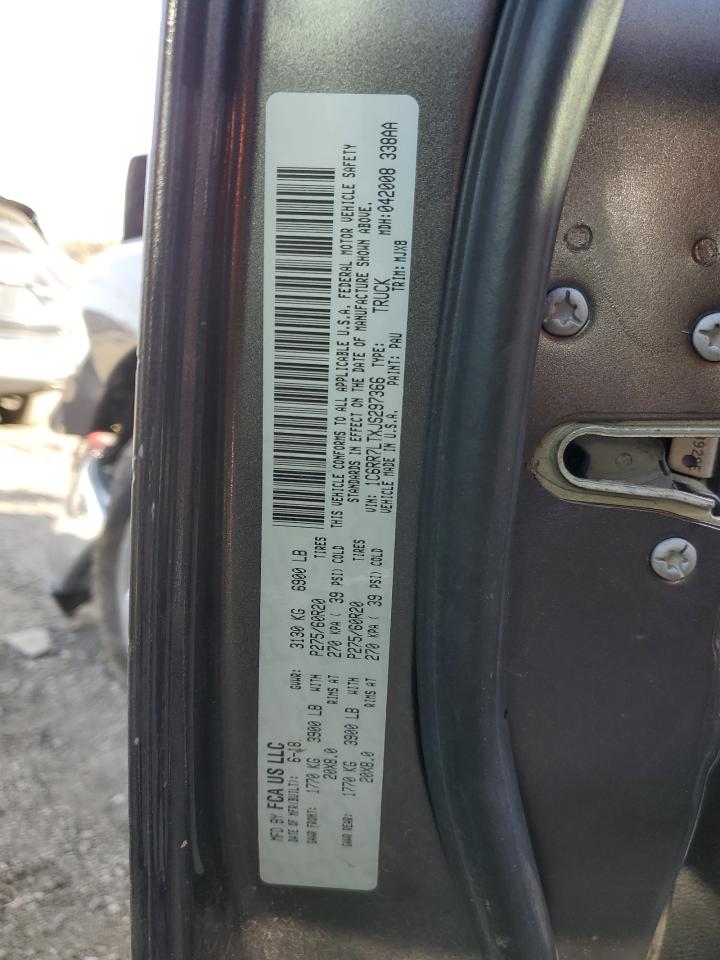 MFD BY FCA US LLC
DATE OF MFR(BUILT): 6-18 GVWR: 3130 KG 6900 LB
GAWR FRONT: 1770 KG 3900 LB WITH P275/60R20 TIRES
20X8.0 RIMS AT 270 KPA ( 39 PSI) COLD
GAWR REAR: 1770 KG 3900 LB WITH P275/60R20 TIRES
20X8.0 RIMS AT 270 KPA ( 39 PSI) COLD
THIS VEHICLE CONFORMS TO ALL APPLICABLE U.S.A. FEDERAL MOTOR VEHICLE SAFETY
STANDARDS IN EFFECT ON THE DATE OF MANUFACTURE SHOWN ABOVE.
VIN: 1C6RR7LTXJS297366 TYPE: TRUCK MDH:042008 338AA
VEHICLE MADE IN U.S.A. PAINT: PAU TRIM: MJXB